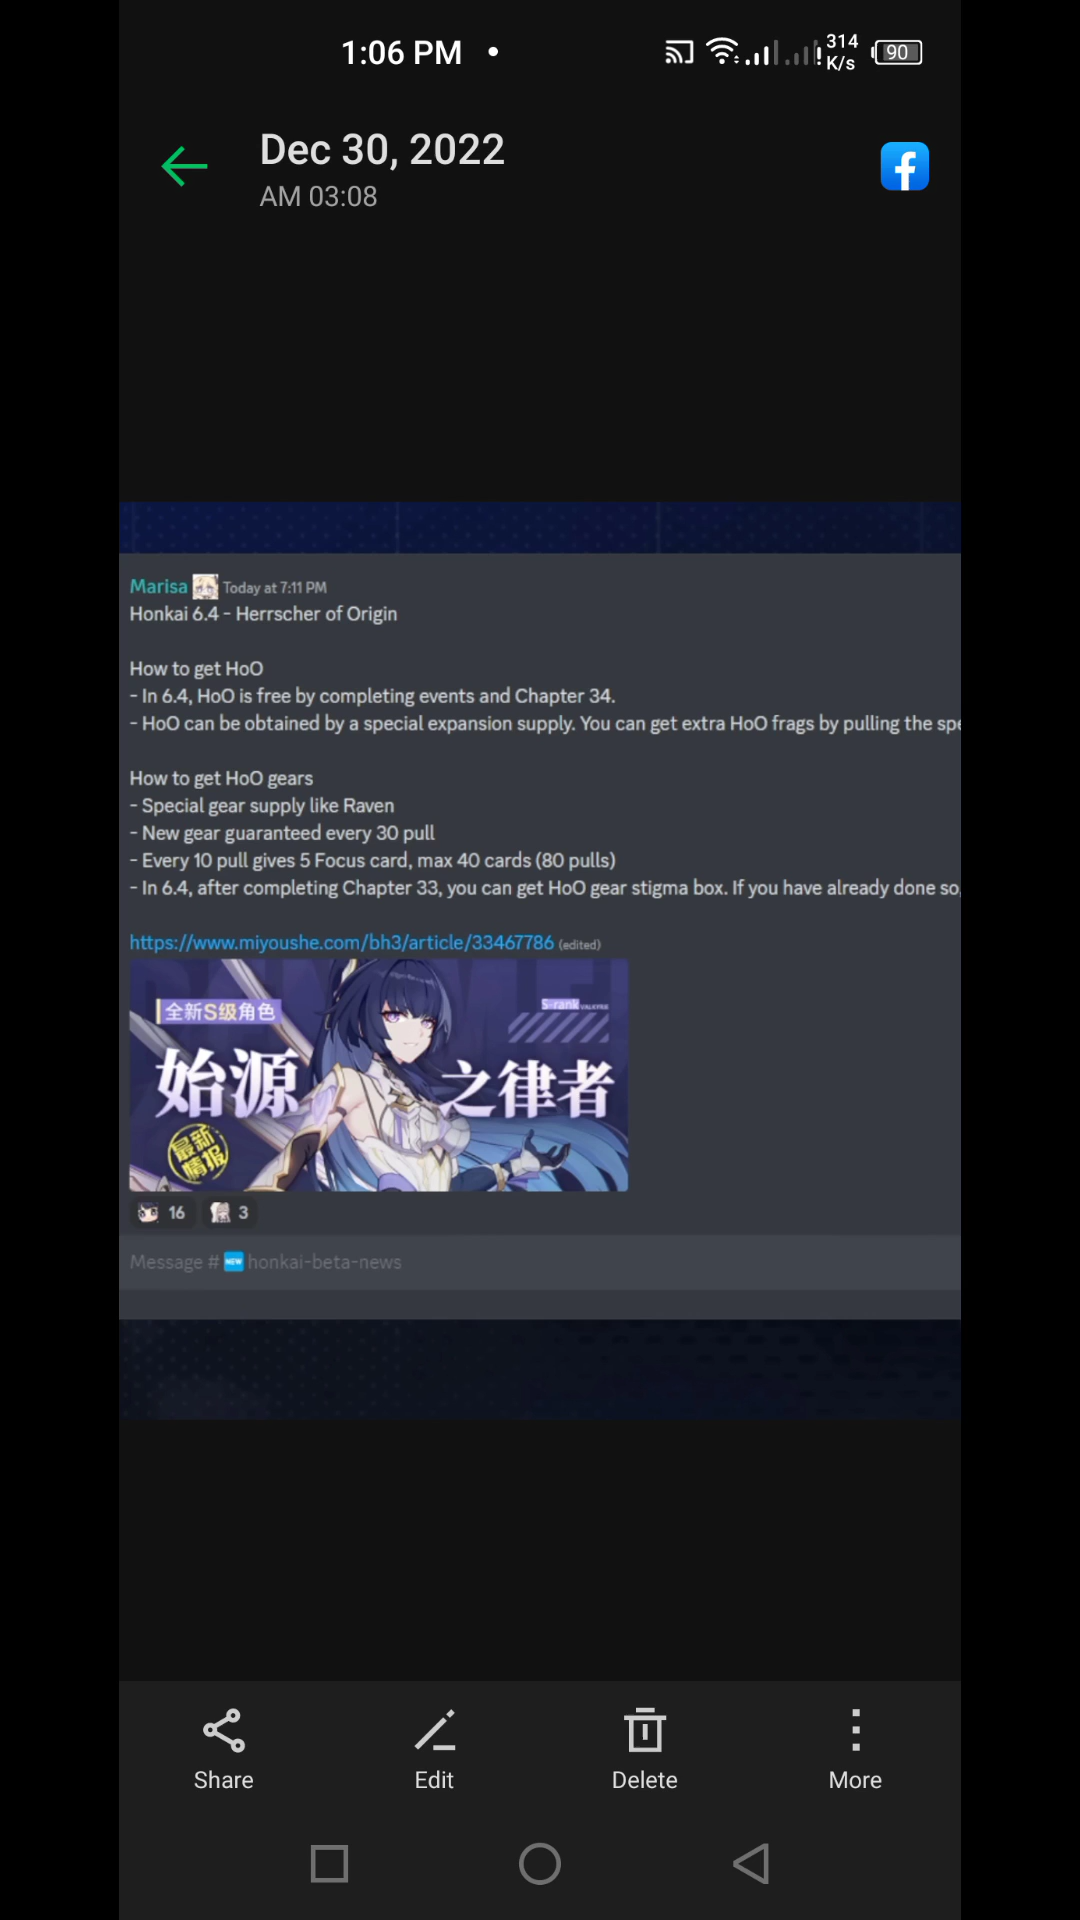 1:06 PM
314
K/s
90
Dec 30, 2022
AM 03:08
Marisa Today at 7:11 PM
Honkai 6.4 - Herrscher of Origin
How to get HoO
- In 6.4, HoO is free by completing events and Chapter 34.
- HoO can be obtained by a special expansion supply. You can get extra HoO frags by pulling the spe
How to get HoO gears
- Special gear supply like Raven
- New gear guaranteed every 30 pull
- Every 10 pull gives 5 Focus card, max 40 cards (80 pulls)
- In 6.4, after completing Chapter 33, you can get HoO gear stigma box. If you have already done so,
https://www.miyoushe.com/bh3/article/33467786 (edited)
全新S级角色
S-rank VALKYRIE
始源之律者
最新
情报
16 3
Message # NEW honkai-beta-news
Share Edit Delete More